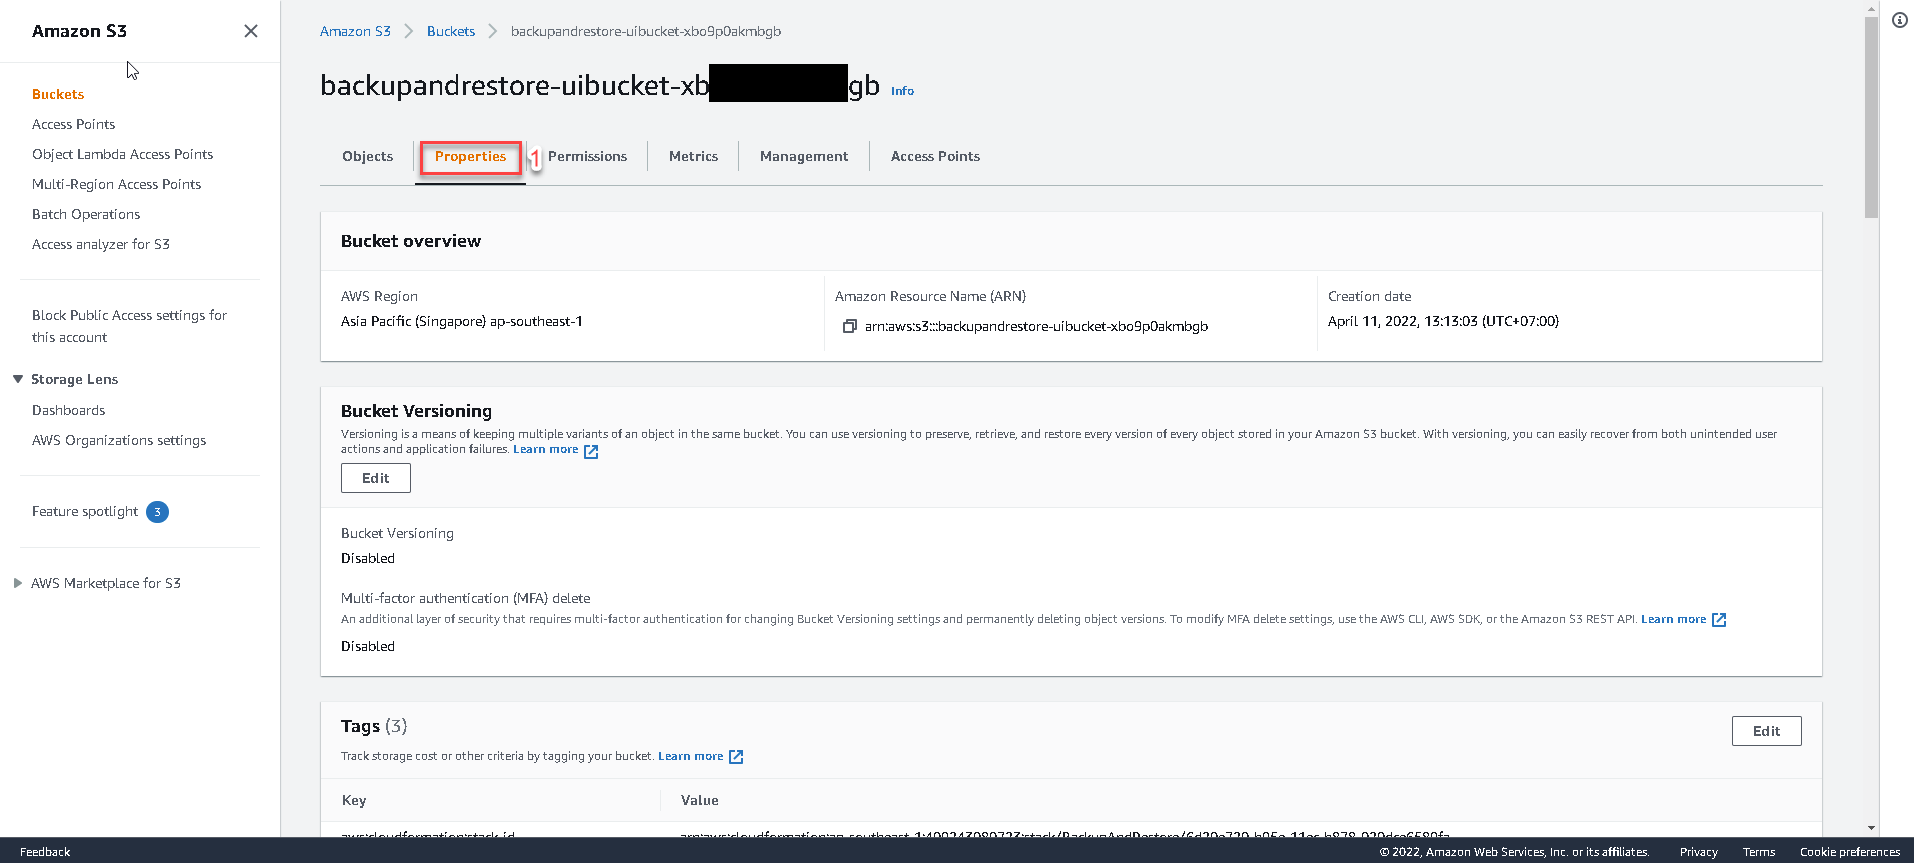 Amazon S3
Buckets
Access Points
Object Lambda Access Points
Multi-Region Access Points
Batch Operations
Access analyzer for S3
Block Public Access settings for
this account
Storage Lens
Dashboards
AWS Organizations settings
Feature spotlight 3
AWS Marketplace for S3
Amazon S3 Buckets backupandrestore-uibucket-xbo9p0akmbgb
backupandrestore-uibucket-xb gb Info
Objects Properties 1 Permissions Metrics Management Access Points
Bucket overview
AWS Region
Asia Pacific (Singapore) ap-southeast-1
Amazon Resource Name (ARN)
arn:aws:s3:::backupandrestore-uibucket-xbo9p0akmbgb
Creation date
April 11, 2022, 13:13:03 (UTC+07:00)
Bucket Versioning
Versioning is a means of keeping multiple variants of an object in the same bucket. You can use versioning to preserve, retrieve, and restore every version of every object stored in your Amazon S3 bucket. With versioning, you can easily recover from both unintended user
actions and application failures. Learn more
Edit
Bucket Versioning
Disabled
Multi-factor authentication (MFA) delete
An additional layer of security that requires multi-factor authentication for changing Bucket Versioning settings and permanently deleting object versions. To modify MFA delete settings, use the AWS CLI, AWS SDK, or the Amazon S3 REST API. Learn more
Disabled
Tags (3)
Edit
Track storage cost or other criteria by tagging your bucket. Learn more
Key Value
aws:cloudformation:stack-id
Feedback
© 2022, Amazon Web Services, Inc. or its affiliates. Privacy Terms Cookie preferences